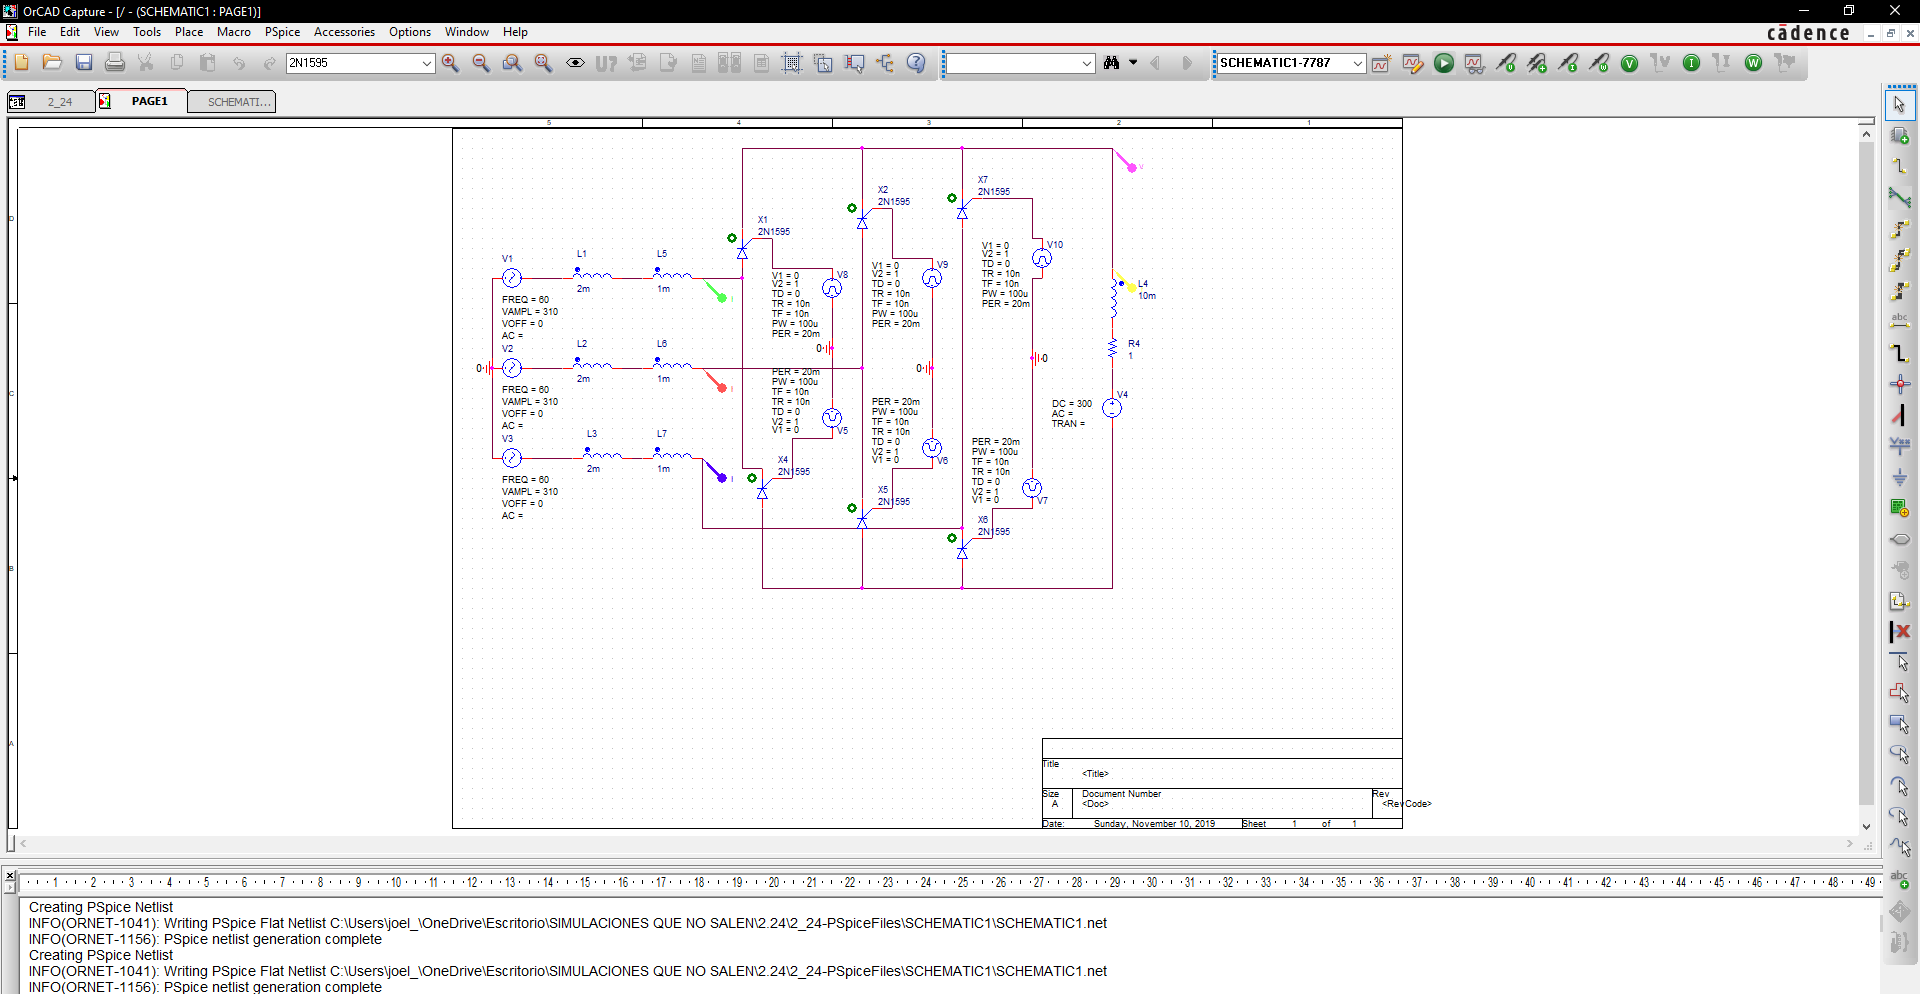 OrCAD Capture - [/ - (SCHEMATIC1 : PAGE1)]
File Edit View Tools Place Macro PSpice Accessories Options Window Help
cādence
2N1595
SCHEMATIC1-7787
2_24
PAGE1
SCHEMATI...
5 4 3 2 1
D
C
B
A
X7
2N1595
X2
2N1595
X1
2N1595
V1
L1
2m
L5
1m
FREQ = 60
VAMPL = 310
VOFF = 0
AC =
V1 = 0
V2 = 1
TD = 0
TR = 10n
TF = 10n
PW = 100u
PER = 20m
V8
V1 = 0
V2 = 1
TD = 0
TR = 10n
TF = 10n
PW = 100u
PER = 20m
V9
V1 = 0
V2 = 1
TD = 0
TR = 10n
TF = 10n
PW = 100u
PER = 20m
V10
L4
10m
R4
1
V2
L2
2m
L6
1m
0
0
0
0
FREQ = 60
VAMPL = 310
VOFF = 0
AC =
PER = 20m
PW = 100u
TF = 10n
TR = 10n
TD = 0
V2 = 1
V1 = 0
V5
PER = 20m
PW = 100u
TF = 10n
TR = 10n
TD = 0
V2 = 1
V1 = 0
V6
V4
DC = 300
AC =
TRAN =
V3
L3
2m
L7
1m
FREQ = 60
VAMPL = 310
VOFF = 0
AC =
X4
2N1595
X5
2N1595
PER = 20m
PW = 100u
TF = 10n
TR = 10n
TD = 0
V2 = 1
V1 = 0
V7
X6
2N1595
Title
<Title>
Size
A
Document Number
<Doc>
Rev
<RevCode>
Date: Sunday, November 10, 2019 Sheet 1 of 1
1 2 3 4 5 6 7 8 9 10 11 12 13 14 15 16 17 18 19 20 21 22 23 24 25 26 27 28 29 30 31 32 33 34 35 36 37 38 39 40 41 42 43 44 45 46 47 48 49
Creating PSpice Netlist
INFO(ORNET-1041): Writing PSpice Flat Netlist C:\Users\joel_\OneDrive\Escritorio\SIMULACIONES QUE NO SALEN\2.24\2_24-PSpiceFiles\SCHEMATIC1\SCHEMATIC1.net
INFO(ORNET-1156): PSpice netlist generation complete
Creating PSpice Netlist
INFO(ORNET-1041): Writing PSpice Flat Netlist C:\Users\joel_\OneDrive\Escritorio\SIMULACIONES QUE NO SALEN\2.24\2_24-PSpiceFiles\SCHEMATIC1\SCHEMATIC1.net
INFO(ORNET-1156): PSpice netlist generation complete